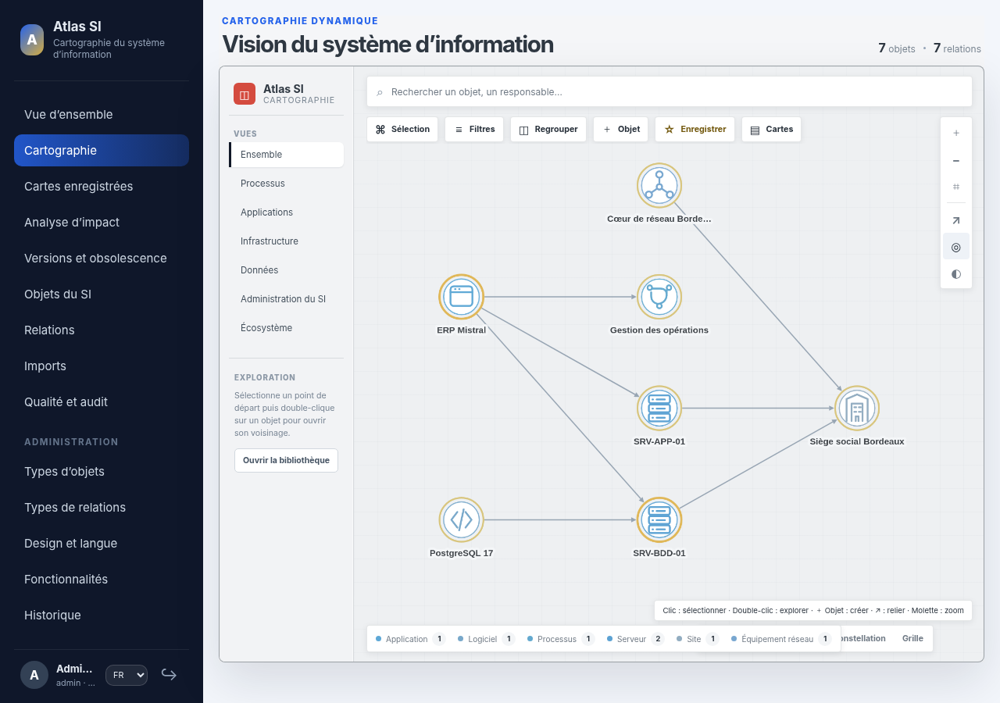 A
Atlas SI
Cartographie du système
d’information
Vue d’ensemble
Cartographie
Cartes enregistrées
Analyse d’impact
Versions et obsolescence
Objets du SI
Relations
Imports
Qualité et audit
ADMINISTRATION
Types d’objets
Types de relations
Design et langue
Fonctionnalités
Historique
A
Admi...
admin · ...
FR
CARTOGRAPHIE DYNAMIQUE
Vision du système d’information
7 objets • 7 relations
Atlas SI
CARTOGRAPHIE
VUES
Ensemble
Processus
Applications
Infrastructure
Données
Administration du SI
Écosystème
EXPLORATION
Sélectionne un point de
départ puis double-clique
sur un objet pour ouvrir
son voisinage.
Ouvrir la bibliothèque
Rechercher un objet, un responsable...
⌘ Sélection
≡ Filtres
Regrouper
+ Objet
☆ Enregistrer
Cartes
Cœur de réseau Borde…
ERP Mistral
Gestion des opérations
SRV-APP-01
Siège social Bordeaux
PostgreSQL 17
SRV-BDD-01
Clic : sélectionner · Double-clic : explorer · + Objet : créer · ↗ : relier · Molette : zoom
Application 1
Logiciel 1
Processus 1
Serveur 2
Site 1
Équipement réseau 1
onstellation
Grille